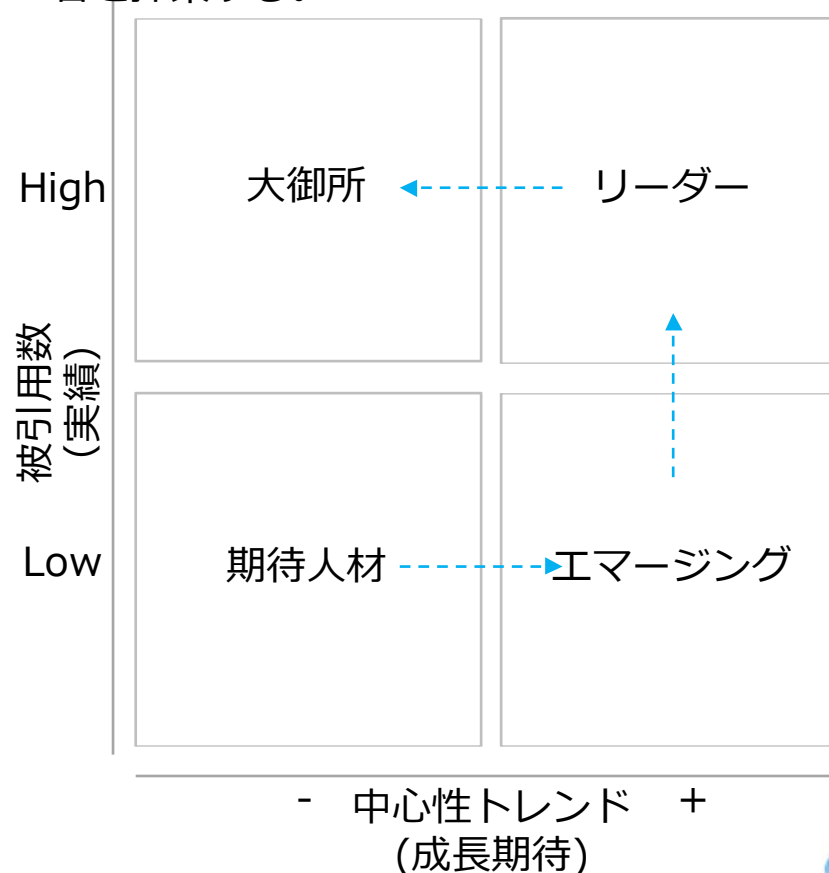 High
大御所
リーダー
被引用数
(実績)
Low
期待人材
エマージング
- 中心性トレンド +
(成長期待)